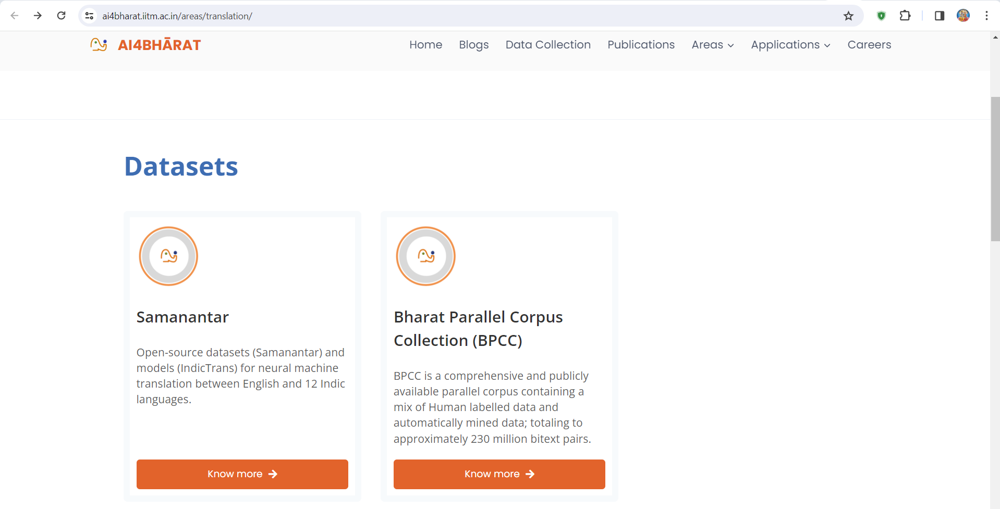 ai4bharat.iitm.ac.in/areas/translation/
AI4BHĀRAT
Home Blogs Data Collection Publications Areas Applications Careers
Datasets
Samanantar
Open-source datasets (Samanantar) and
models (IndicTrans) for neural machine
translation between English and 12 Indic
languages.
Know more
Bharat Parallel Corpus
Collection (BPCC)
BPCC is a comprehensive and publicly
available parallel corpus containing a
mix of Human labelled data and
automatically mined data; totaling to
approximately 230 million bitext pairs.
Know more